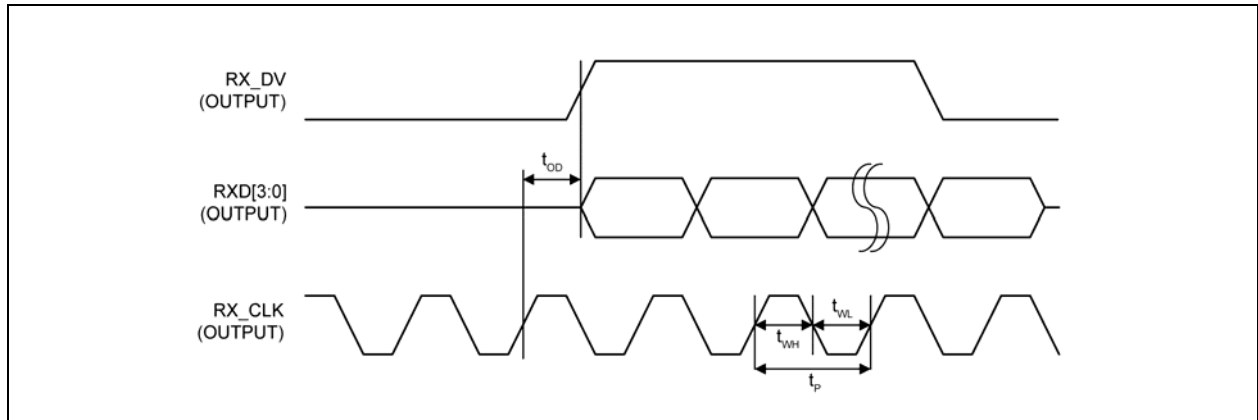 RX_DV
(OUTPUT)
t_OD
RXD[3:0]
(OUTPUT)
RX_CLK
(OUTPUT)
t_WL
t_WH
t_P